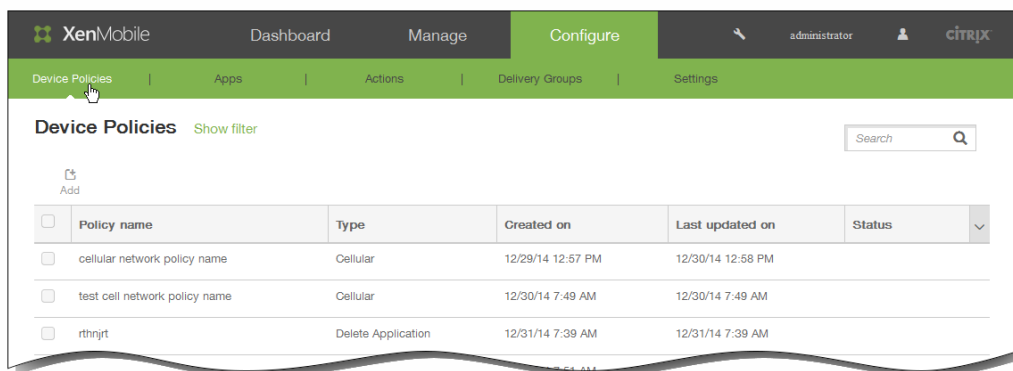 XenMobile Dashboard Manage Configure administrator CİTRIX
Device Policies | Apps | Actions | Delivery Groups | Settings
Device Policies Show filter
Search
Add
Policy name Type Created on Last updated on Status
cellular network policy name Cellular 12/29/14 12:57 PM 12/30/14 12:58 PM
test cell network policy name Cellular 12/30/14 7:49 AM 12/30/14 7:49 AM
rthnjrt Delete Application 12/31/14 7:39 AM 12/31/14 7:39 AM